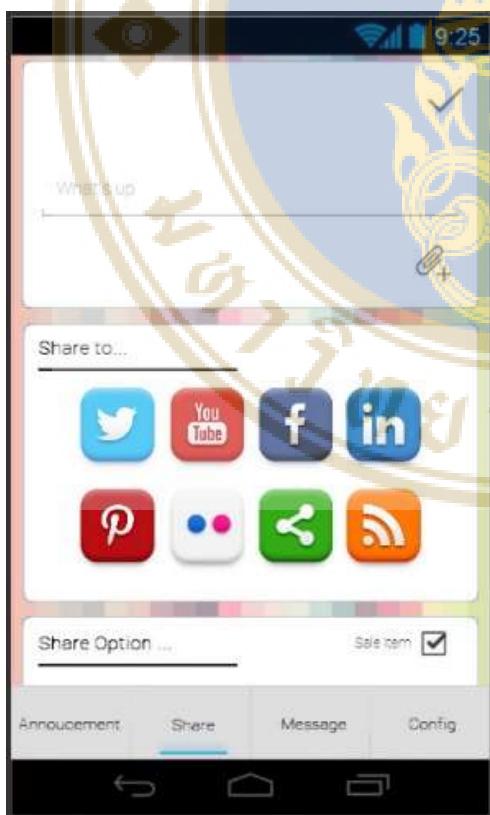 9:25
What's up
Share to...
You
Tube
f
in
Share Option ...
Sale item
Annoucement
Share
Message
Config